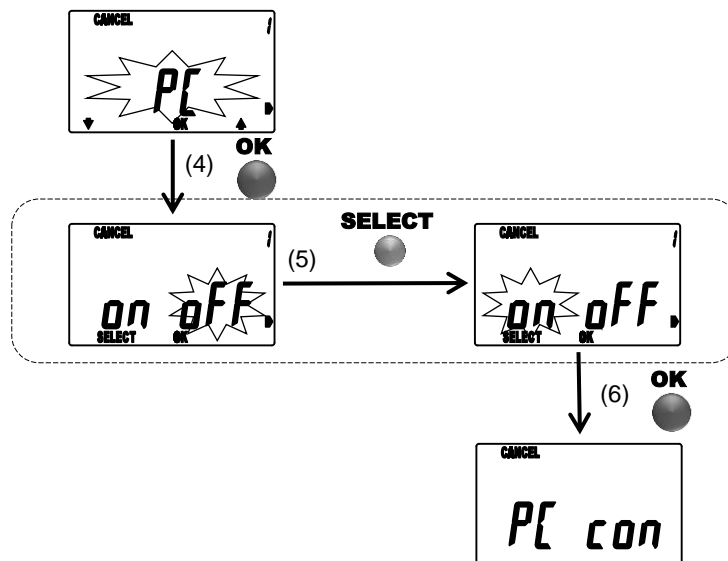 CANCEL 1
PC
OK
OK
(4)
SELECT
CANCEL 1
on oFF
SELECT OK
(5)
CANCEL 1
on oFF
SELECT OK
OK
(6)
CANCEL
PC con